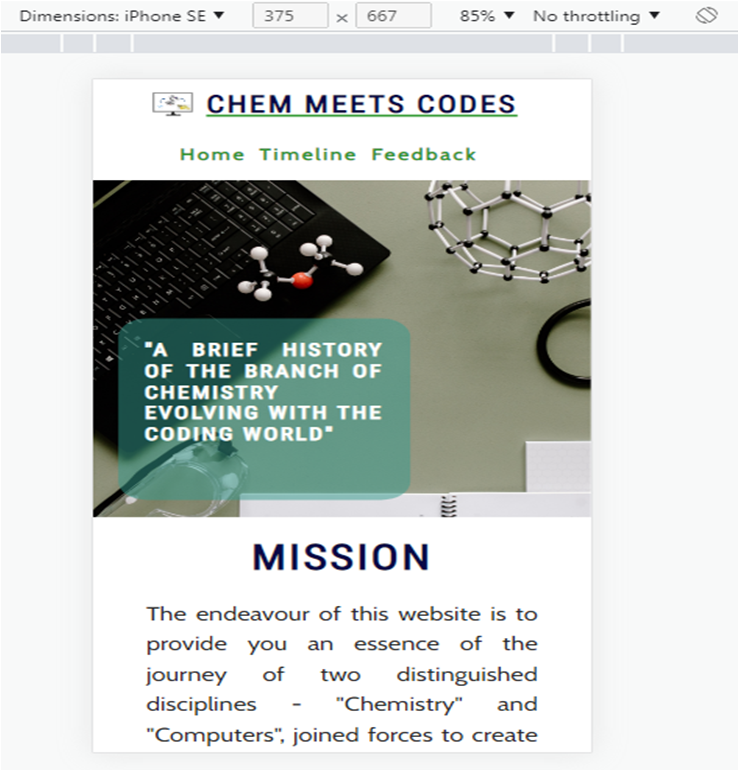 Dimensions: iPhone SE ▼ 375 x 667 85% ▼ No throttling ▼
CHEM MEETS CODES
Home Timeline Feedback
"A BRIEF HISTORY
OF THE BRANCH OF
CHEMISTRY
EVOLVING WITH THE
CODING WORLD"
MISSION
The endeavour of this website is to
provide you an essence of the
journey of two distinguished
disciplines - "Chemistry" and
"Computers", joined forces to create